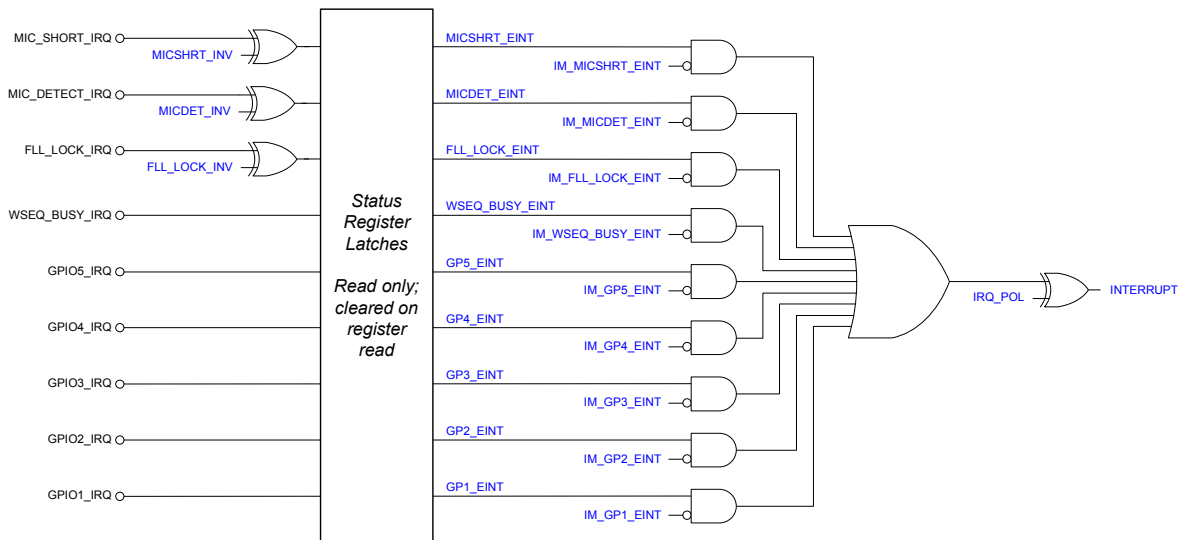 MIC_SHORT_IRQ
MICSHRT_INV
MICSHRT_EINT
IM_MICSHRT_EINT
MIC_DETECT_IRQ
MICDET_INV
MICDET_EINT
IM_MICDET_EINT
FLL_LOCK_IRQ
FLL_LOCK_INV
FLL_LOCK_EINT
IM_FLL_LOCK_EINT
WSEQ_BUSY_IRQ
Status
Register
Latches
Read only;
cleared on
register
read
WSEQ_BUSY_EINT
IM_WSEQ_BUSY_EINT
GPIO5_IRQ
GP5_EINT
IM_GP5_EINT
IRQ_POL
INTERRUPT
GPIO4_IRQ
GP4_EINT
IM_GP4_EINT
GPIO3_IRQ
GP3_EINT
IM_GP3_EINT
GPIO2_IRQ
GP2_EINT
IM_GP2_EINT
GPIO1_IRQ
GP1_EINT
IM_GP1_EINT